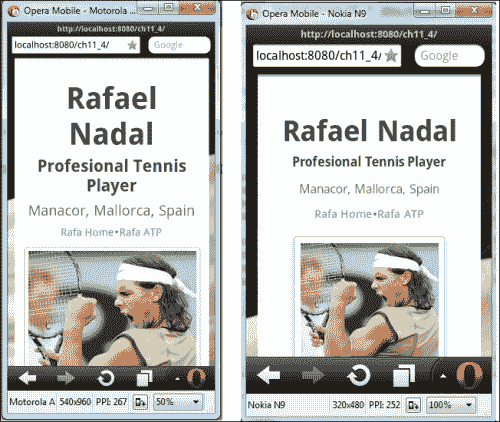 Opera Mobile - Motorola ...
http://localhost:8080/ch11_4/
localhost:8080/ch11_4/
Google
Rafael
Nadal
Profesional Tennis
Player
Manacor, Mallorca, Spain
Rafa Home•Rafa ATP
Motorola A
540x960
PPI: 267
50%
Opera Mobile - Nokia N9
http://localhost:8080/ch11_4/
localhost:8080/ch11_4/
Google
Rafael Nadal
Profesional Tennis Player
Manacor, Mallorca, Spain
Rafa Home•Rafa ATP
Nokia N9
320x480
PPI: 252
100%